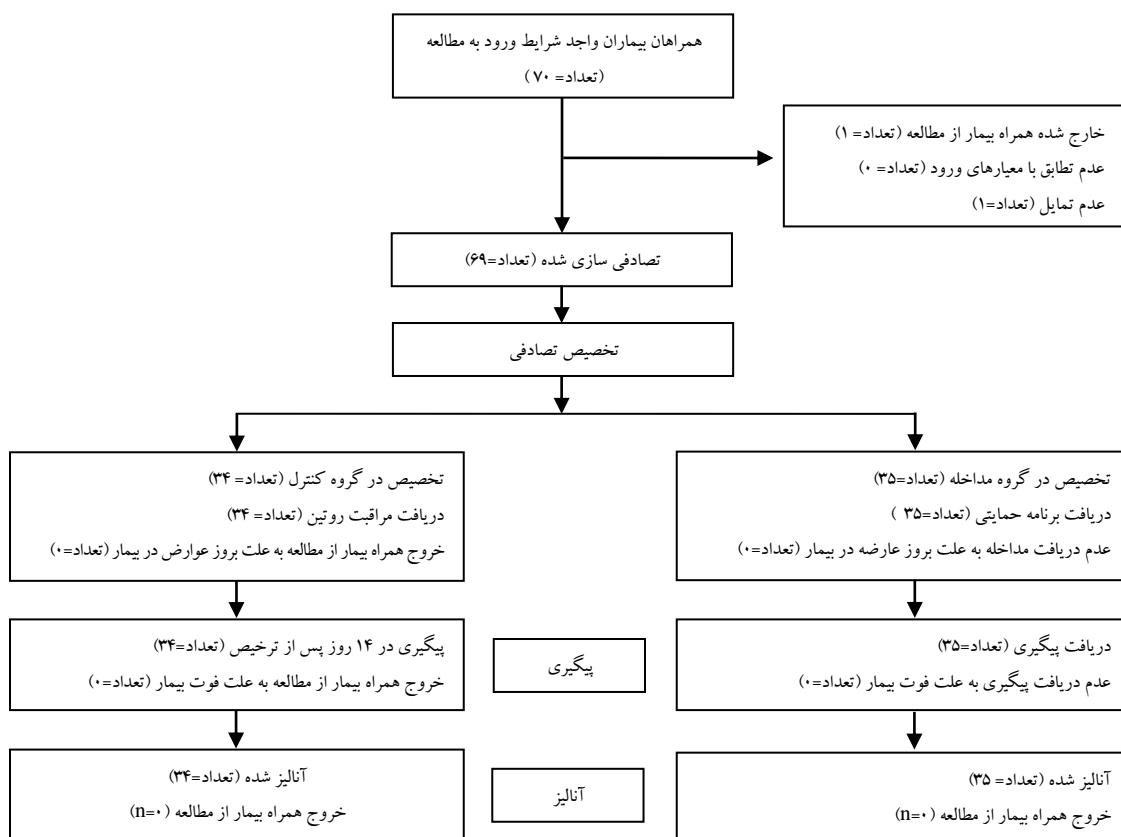 همراهان بیماران واجد شرایط ورود به مطالعه
(تعداد= ۷۰ )
خارج شده همراه بیمار از مطالعه (تعداد= ۱)
عدم تطابق با معیارهای ورود (تعداد= ۰)
عدم تمایل (تعداد=۱)
تصادفی سازی شده (تعداد=۶۹)
تخصیص تصادفی
تخصیص در گروه مداخله (تعداد=۳۵)
دریافت برنامه حمایتی (تعداد=۳۵ )
عدم دریافت مداخله به علت بروز عارضه در بیمار (تعداد=۰)
تخصیص در گروه کنترل (تعداد= ۳۴)
دریافت مراقبت روتین (تعداد= ۳۴)
خروج همراه بیمار از مطالعه به علت بروز عوارض در بیمار (تعداد=۰)
دریافت پیگیری (تعداد=۳۵)
عدم دریافت پیگیری به علت فوت بیمار (تعداد=۰)
پیگیری
پیگیری در ۱۴ روز پس از ترخیص (تعداد=۳۴)
خروج همراه بیمار از مطالعه به علت فوت بیمار (تعداد=۰)
آنالیز شده (تعداد= ۳۵)
خروج همراه بیمار از مطالعه (n=۰)
آنالیز
آنالیز شده (تعداد=۳۴)
خروج همراه بیمار از مطالعه (n=۰)